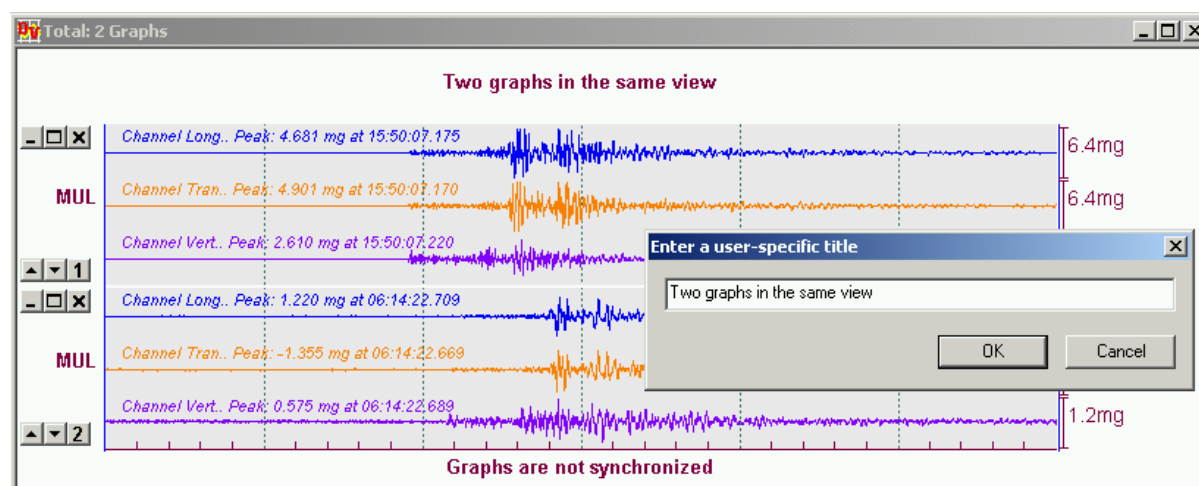 Total: 2 Graphs
Two graphs in the same view
Channel Long.. Peak: 4.681 mg at 15:50:07.175
6.4mg
MUL
Channel Tran.. Peak: 4.901 mg at 15:50:07.170
6.4mg
Channel Vert.. Peak: 2.610 mg at 15:50:07.220
1
Enter a user-specific title
Two graphs in the same view
OK
Cancel
Channel Long.. Peak: 1.220 mg at 06:14:22.709
MUL
Channel Tran.. Peak: -1.355 mg at 06:14:22.669
Channel Vert.. Peak: 0.575 mg at 06:14:22.689
1.2mg
2
Graphs are not synchronized